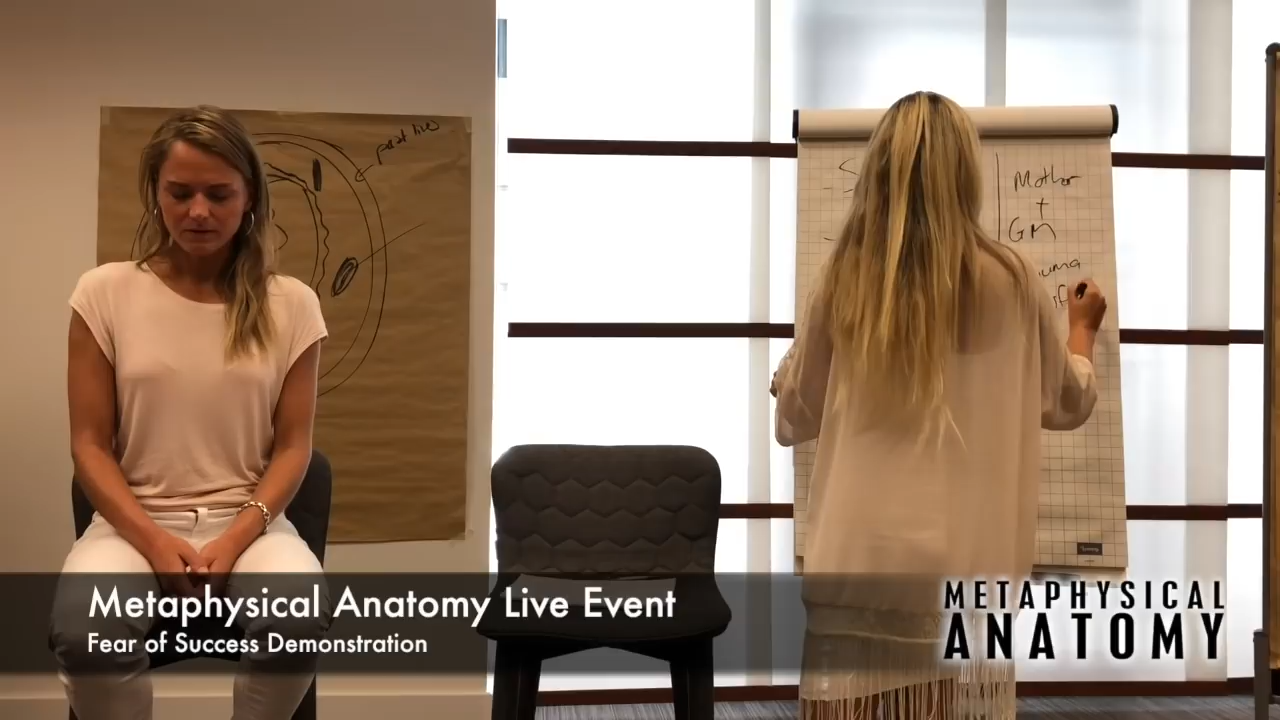 past lives
Mother
+
GM
Metaphysical Anatomy Live Event
Fear of Success Demonstration
METAPHYSICAL
ANATOMY